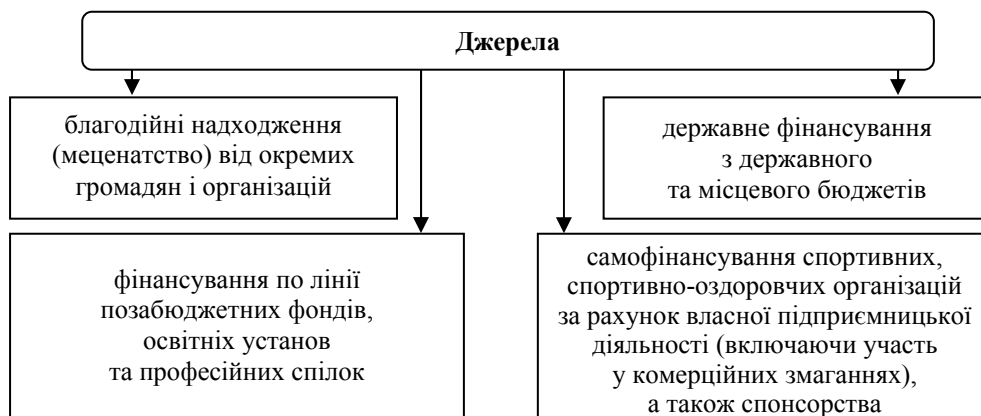 Джерела
благодійні надходження
(меценатство) від окремих
громадян і організацій
державне фінансування
з державного
та місцевого бюджетів
фінансування по лінії
позабюджетних фондів,
освітніх установ
та професійних спілок
самофінансування спортивних,
спортивно-оздоровчих організацій
за рахунок власної підприємницької
діяльності (включаючи участь
у комерційних змаганнях),
а також спонсорства